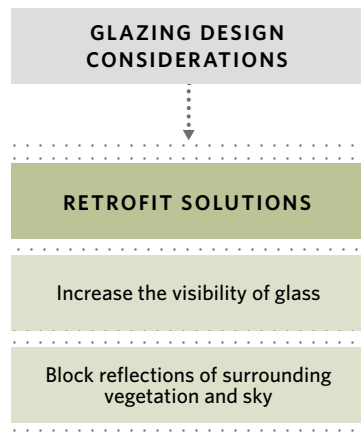 GLAZING DESIGN
CONSIDERATIONS
RETROFIT SOLUTIONS
Increase the visibility of glass
Block reflections of surrounding
vegetation and sky